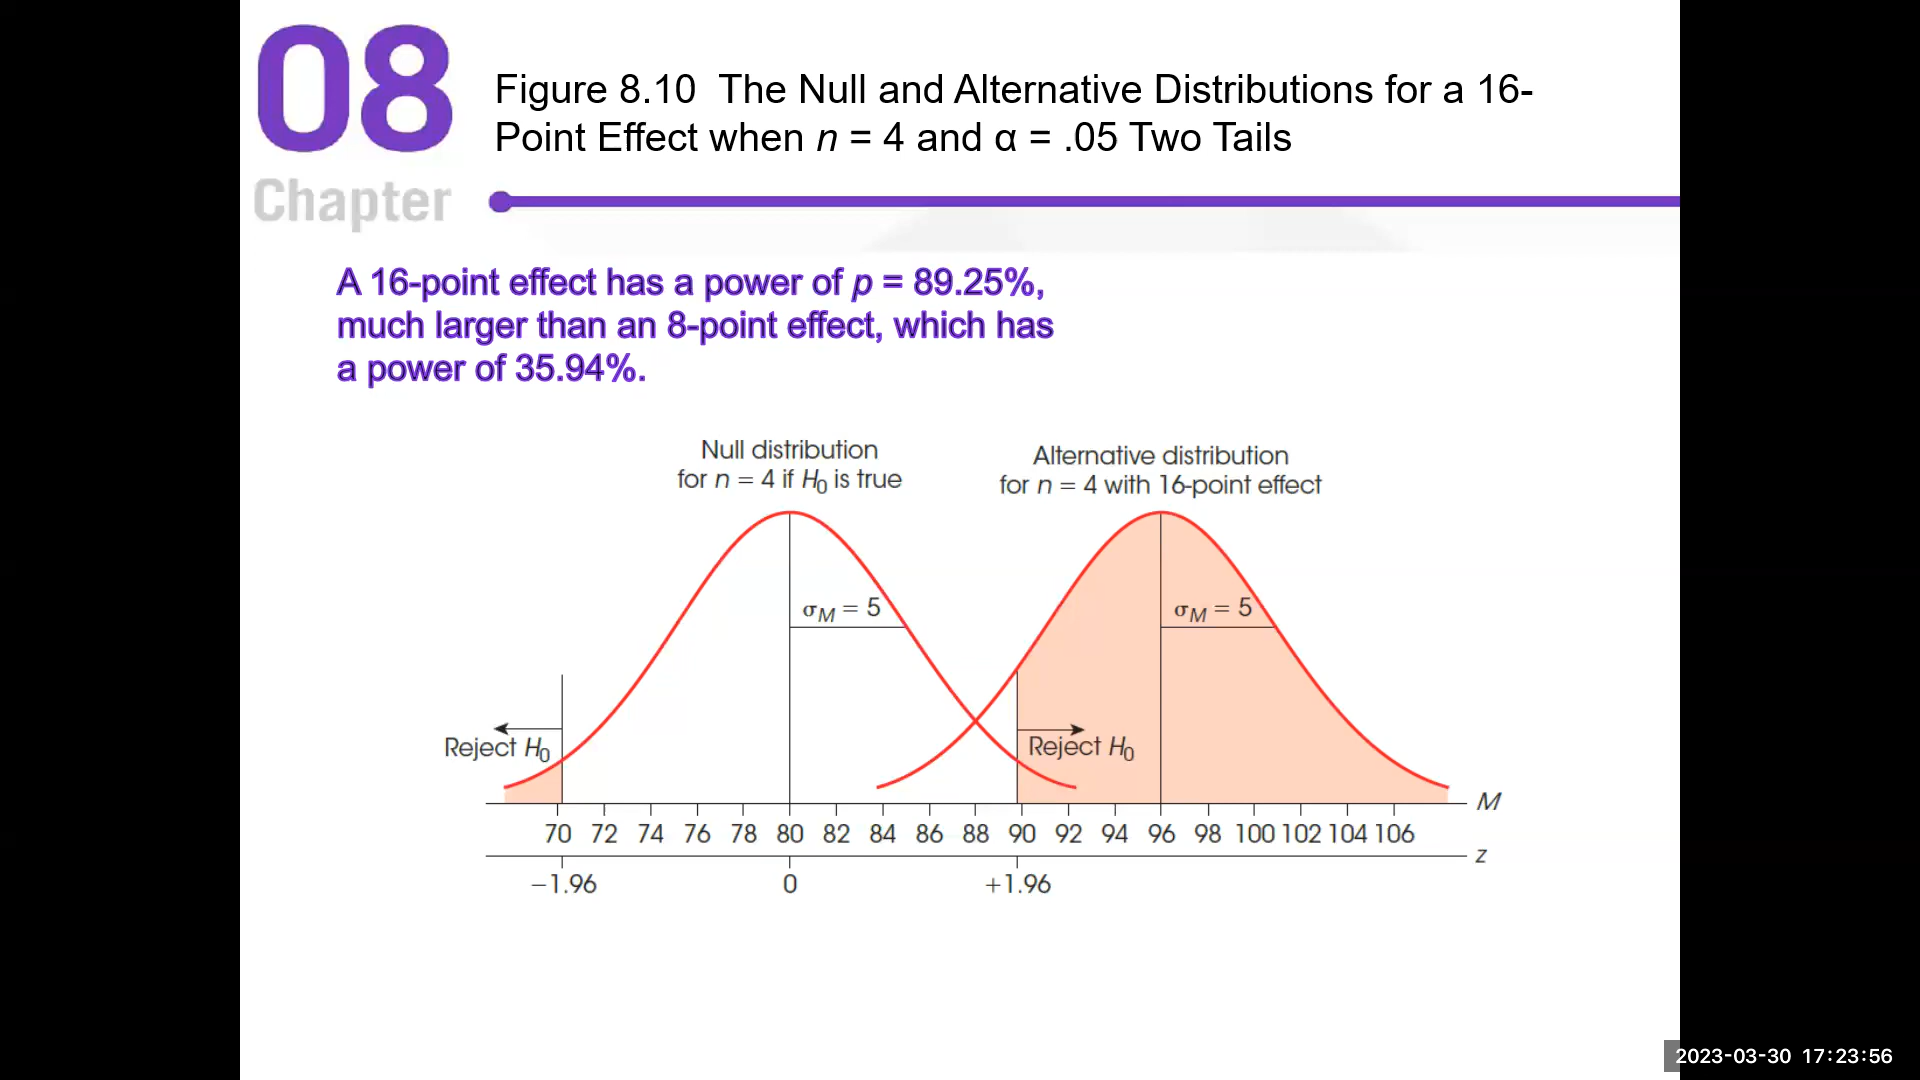 08
Chapter
Figure 8.10 The Null and Alternative Distributions for a 16-
Point Effect when n = 4 and α = .05 Two Tails
A 16-point effect has a power of p = 89.25%,
much larger than an 8-point effect, which has
a power of 35.94%.
Null distribution
for n = 4 if H₀ is true
Alternative distribution
for n = 4 with 16-point effect
σM = 5
σM = 5
Reject H₀
Reject H₀
M
70 72 74 76 78 80 82 84 86 88 90 92 94 96 98 100 102 104 106
z
−1.96 0 +1.96
2023-03-30 17:23:56